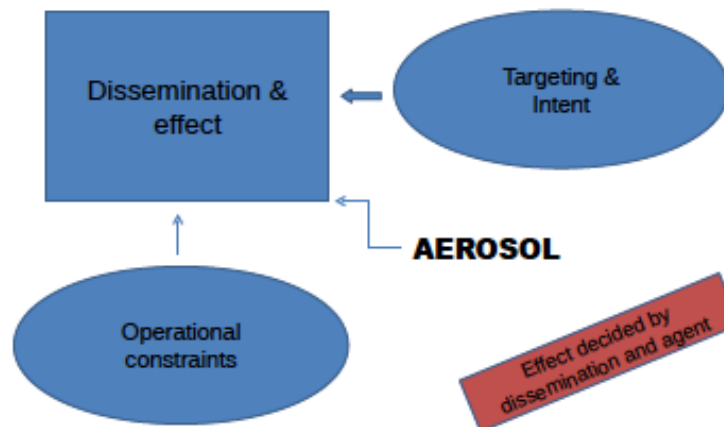 Dissemination &
effect
Targeting &
Intent
AEROSOL
Operational
constraints
Effect decided by
dissemination and agent